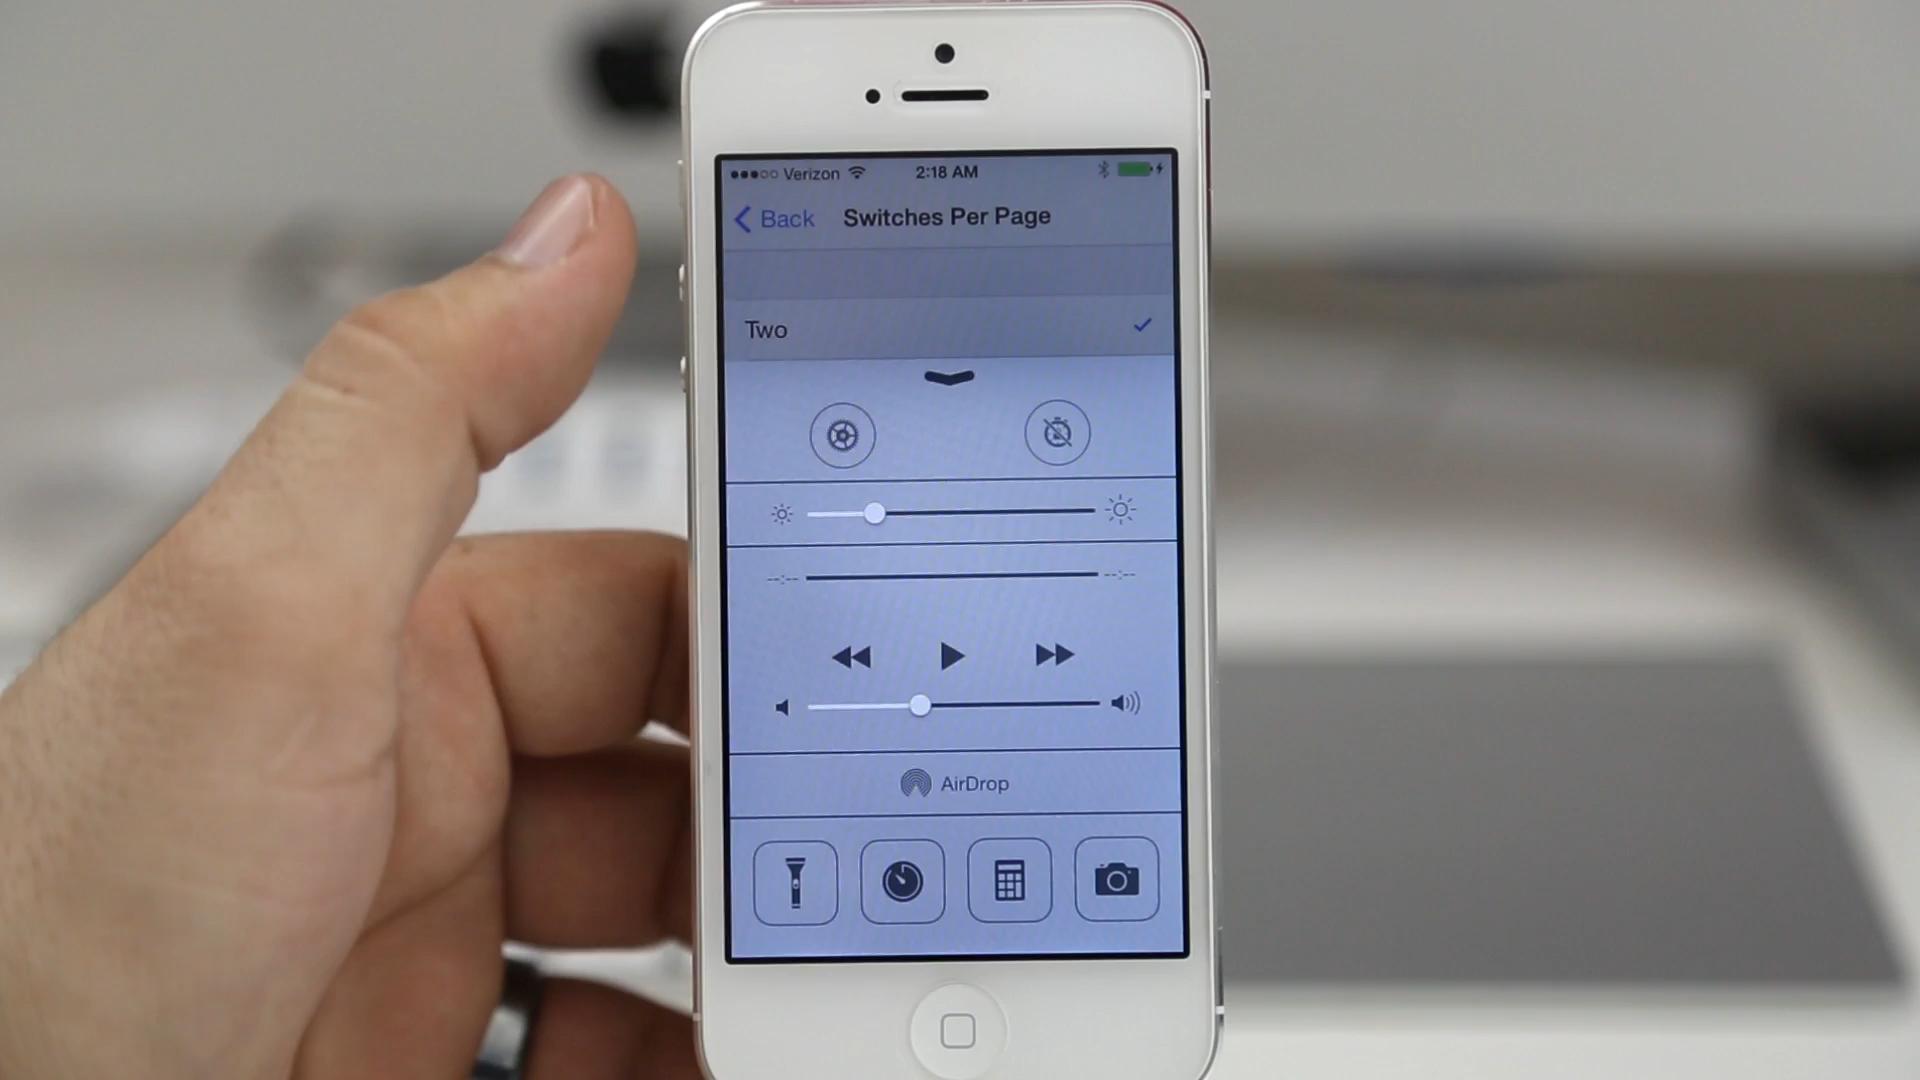 Verizon 2:18 AM
Back Switches Per Page
Two
--:-- --:--
AirDrop